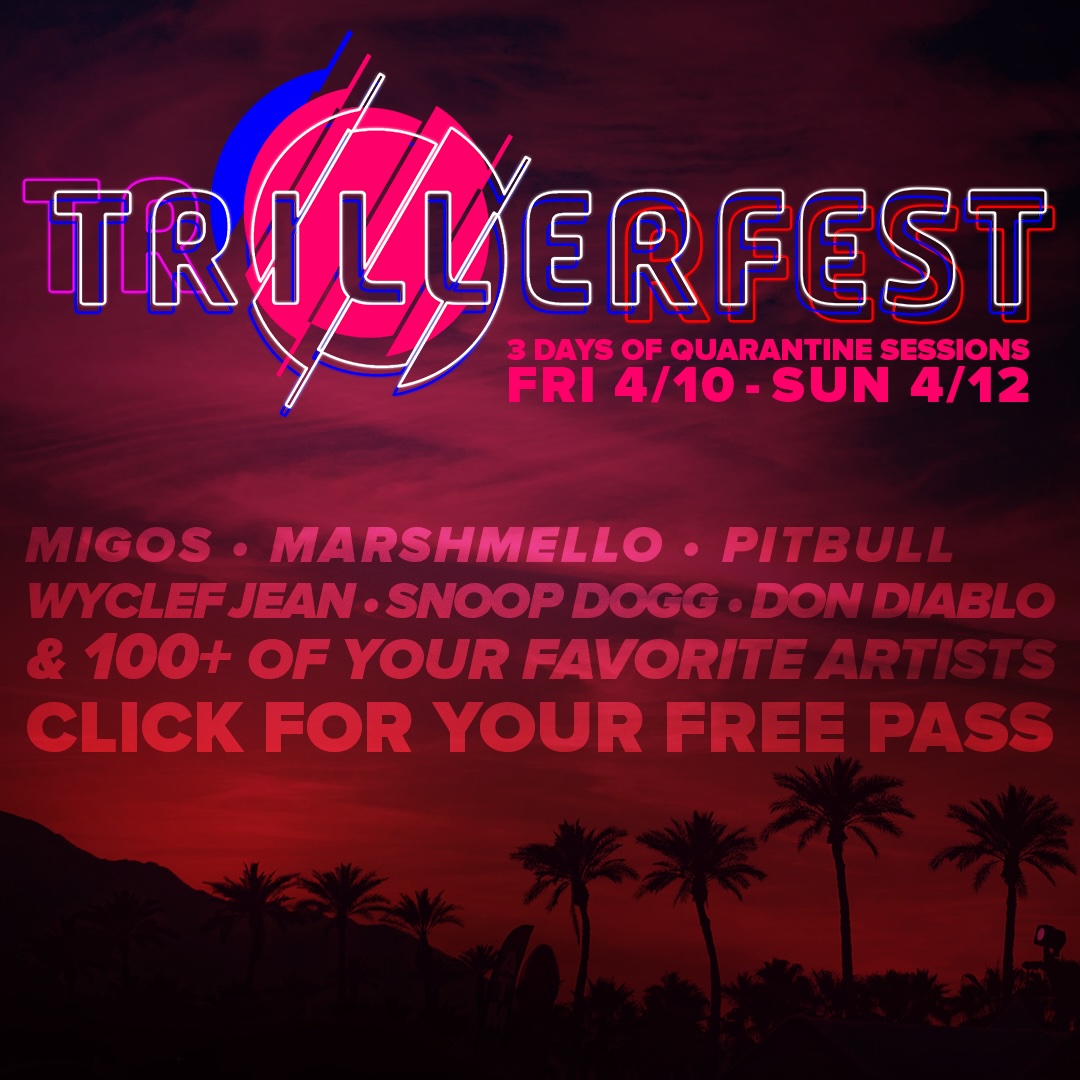 TRILLERFEST
3 DAYS OF QUARANTINE SESSIONS
FRI 4/10 - SUN 4/12
MIGOS • MARSHMELLO • PITBULL
WYCLEF JEAN • SNOOP DOGG • DON DIABLO
& 100+ OF YOUR FAVORITE ARTISTS
CLICK FOR YOUR FREE PASS